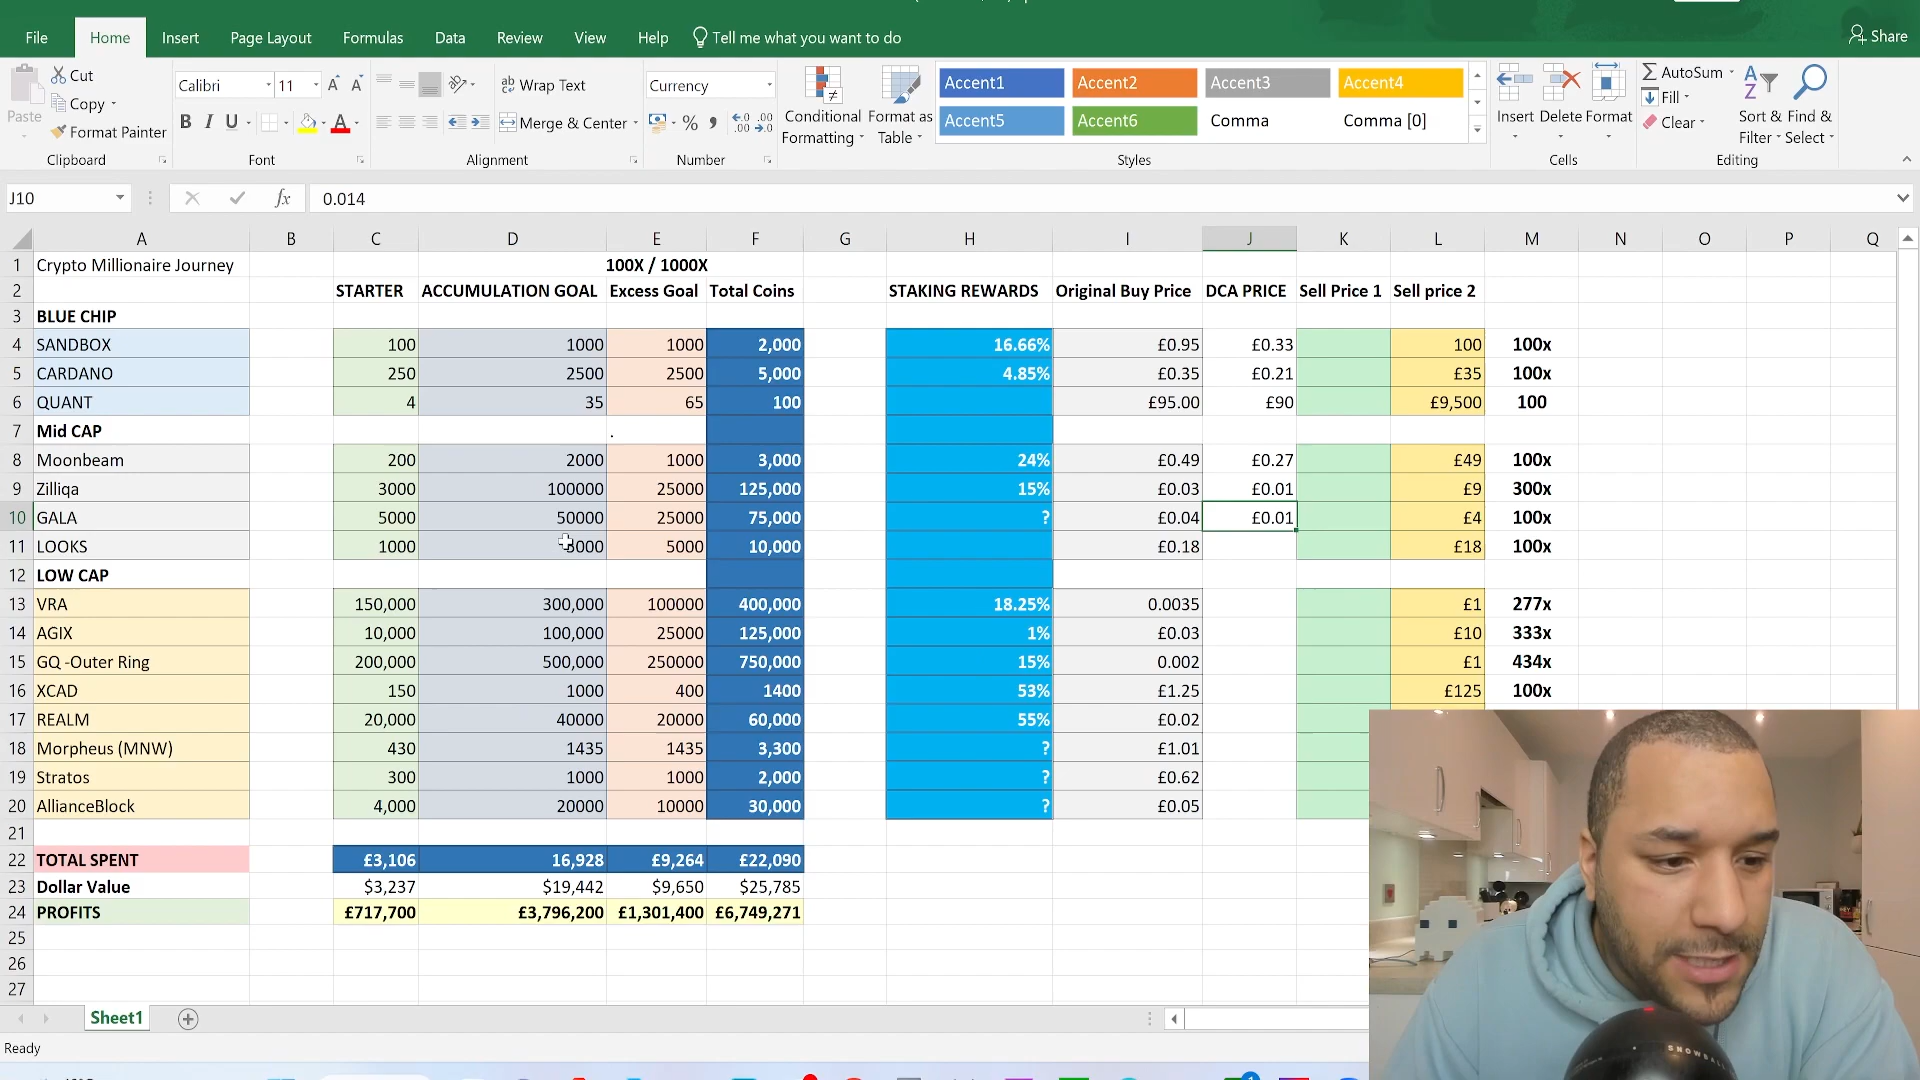 File Home Insert Page Layout Formulas Data Review View Help Tell me what you want to do Share
Cut
Copy
Paste
Format Painter
Clipboard
Calibri 11
B I U
Font
Wrap Text
Merge & Center
Alignment
Currency
Number
Conditional Formatting
Format as Table
Accent1 Accent2 Accent3 Accent4
Accent5 Accent6 Comma Comma [0]
Styles
Insert Delete Format
Cells
AutoSum
Fill
Clear
Sort & Filter
Find & Select
Editing
J10 fx 0.014
A B C D E F G H I J K L M N O P Q
1 Crypto Millionaire Journey 100X / 1000X
2 STARTER ACCUMULATION GOAL Excess Goal Total Coins STAKING REWARDS Original Buy Price DCA PRICE Sell Price 1 Sell price 2
3 BLUE CHIP
4 SANDBOX 100 1000 1000 2,000 16.66% £0.95 £0.33 100 100x
5 CARDANO 250 2500 2500 5,000 4.85% £0.35 £0.21 £35 100x
6 QUANT 4 35 65 100 £95.00 £90 £9,500 100
7 Mid CAP .
8 Moonbeam 200 2000 1000 3,000 24% £0.49 £0.27 £49 100x
9 Zilliqa 3000 100000 25000 125,000 15% £0.03 £0.01 £9 300x
10 GALA 5000 50000 25000 75,000 ? £0.04 £0.01 £4 100x
11 LOOKS 1000 5000 10,000 £0.18 £18 100x
12 LOW CAP
13 VRA 150,000 300,000 100000 400,000 18.25% 0.0035 £1 277x
14 AGIX 10,000 100,000 25000 125,000 1% £0.03 £10 333x
15 GQ -Outer Ring 200,000 500,000 250000 750,000 15% 0.002 £1 434x
16 XCAD 150 1000 400 1400 53% £1.25 £125 100x
17 REALM 20,000 40000 20000 60,000 55% £0.02
18 Morpheus (MNW) 430 1435 1435 3,300 ? £1.01
19 Stratos 300 1000 1000 2,000 ? £0.62
20 AllianceBlock 4,000 20000 10000 30,000 ? £0.05
21
22 TOTAL SPENT £3,106 16,928 £9,264 £22,090
23 Dollar Value $3,237 $19,442 $9,650 $25,785
24 PROFITS £717,700 £3,796,200 £1,301,400 £6,749,271
25
26
27
Sheet1
Ready